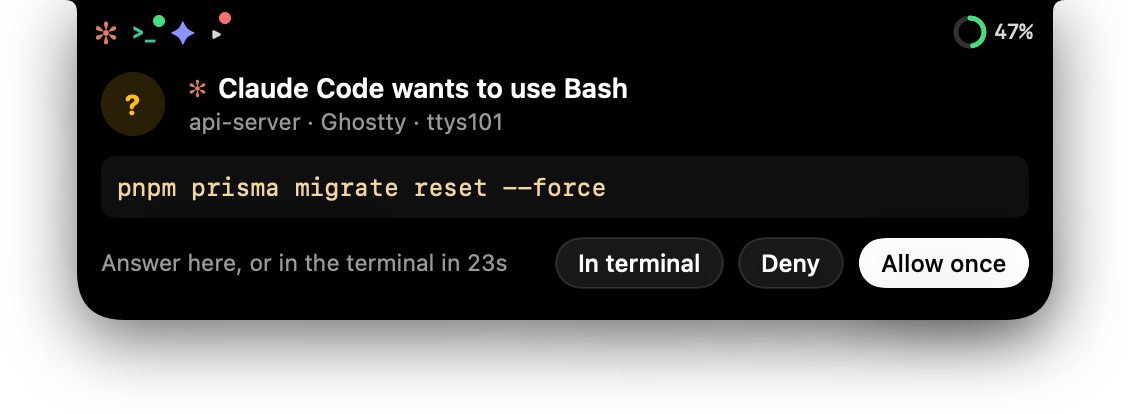 47%
Claude Code wants to use Bash
api-server · Ghostty · ttys101
pnpm prisma migrate reset --force
Answer here, or in the terminal in 23s
In terminal
Deny
Allow once